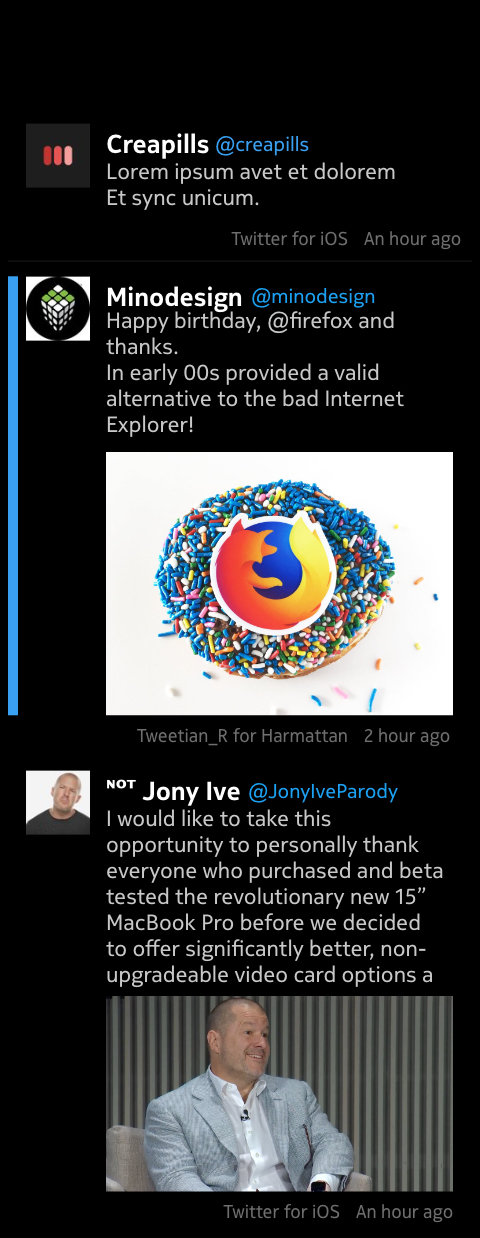 Creapills @creapills
Lorem ipsum avet et dolorem
Et sync unicum.
Twitter for iOS An hour ago
Minodesign @minodesign
Happy birthday, @firefox and
thanks.
In early 00s provided a valid
alternative to the bad Internet
Explorer!
Tweetian_R for Harmattan 2 hour ago
NOT Jony Ive @JonyIveParody
I would like to take this
opportunity to personally thank
everyone who purchased and beta
tested the revolutionary new 15”
MacBook Pro before we decided
to offer significantly better, non-
upgradeable video card options a
Twitter for iOS An hour ago